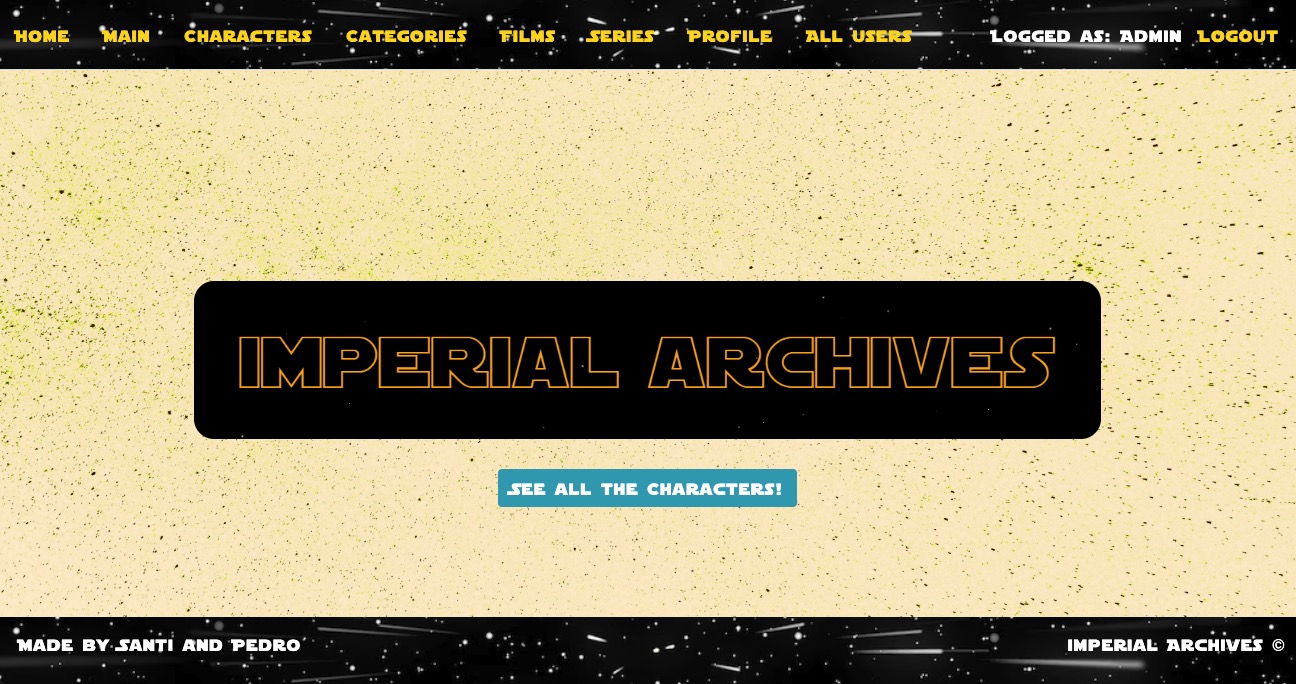 Home Main Characters Categories Films Series Profile All users Logged as: Admin Logout
IMPERIAL ARCHIVES
See all the characters!
Made by Santi and Pedro Imperial Archives ©